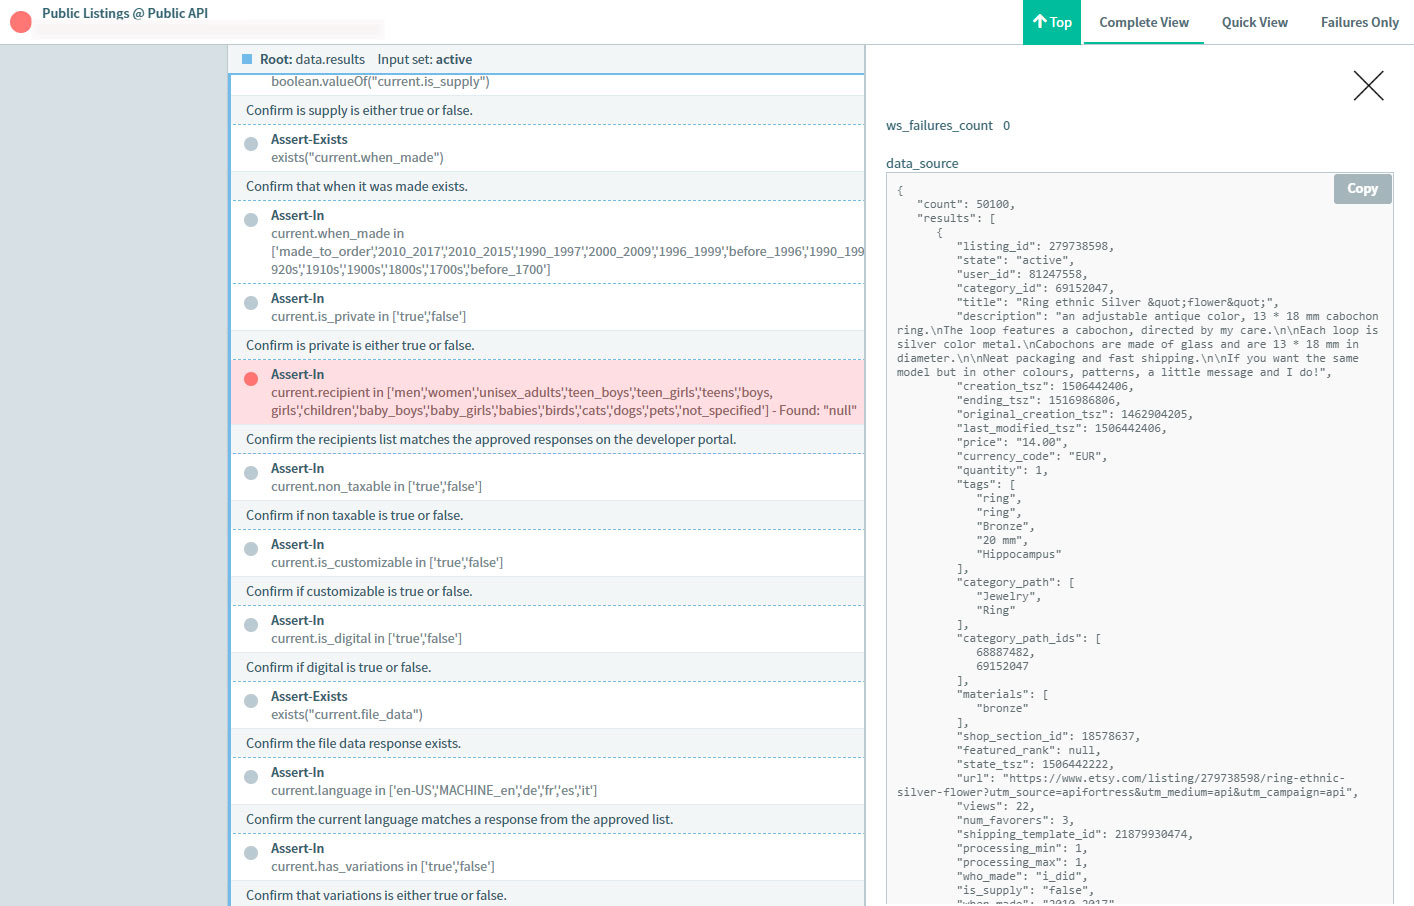 Public Listings @ Public API
Top
Complete View
Quick View
Failures Only
Root: data.results Input set: active
boolean.valueOf("current.is_supply")
Confirm is supply is either true or false.
Assert-Exists
exists("current.when_made")
Confirm that when it was made exists.
Assert-In
current.when_made in
['made_to_order','2010_2017','2010_2015','1990_1997','2000_2009','1996_1999','before_1996','1990_199
920s','1910s','1900s','1800s','1700s','before_1700']
Assert-In
current.is_private in ['true','false']
Confirm is private is either true or false.
Assert-In
current.recipient in ['men','women','unisex_adults','teen_boys','teen_girls','teens','boys,
girls','children','baby_boys','baby_girls','babies','birds','cats','dogs','pets','not_specified'] - Found: "null"
Confirm the recipients list matches the approved responses on the developer portal.
Assert-In
current.non_taxable in ['true','false']
Confirm if non taxable is true or false.
Assert-In
current.is_customizable in ['true','false']
Confirm if customizable is true or false.
Assert-In
current.is_digital in ['true','false']
Confirm if digital is true or false.
Assert-Exists
exists("current.file_data")
Confirm the file data response exists.
Assert-In
current.language in ['en-US','MACHINE_en','de','fr','es','it']
Confirm the current language matches a response from the approved list.
Assert-In
current.has_variations in ['true','false']
Confirm that variations is either true or false.
ws_failures_count 0
data_source
Copy
{
"count": 50100,
"results": [
{
"listing_id": 279738598,
"state": "active",
"user_id": 81247558,
"category_id": 69152047,
"title": "Ring ethnic Silver &quot;flower&quot;",
"description": "an adjustable antique color, 13 * 18 mm cabochon
ring.\nThe loop features a cabochon, directed by my care.\n\nEach loop is
silver color metal.\nCabochons are made of glass and are 13 * 18 mm in
diameter.\n\nNeat packaging and fast shipping.\n\nIf you want the same
model but in other colours, patterns, a little message and I do!",
"creation_tsz": 1506442406,
"ending_tsz": 1516986806,
"original_creation_tsz": 1462904205,
"last_modified_tsz": 1506442406,
"price": "14.00",
"currency_code": "EUR",
"quantity": 1,
"tags": [
"ring",
"ring",
"Bronze",
"20 mm",
"Hippocampus"
],
"category_path": [
"Jewelry",
"Ring"
],
"category_path_ids": [
68887482,
69152047
],
"materials": [
"bronze"
],
"shop_section_id": 18578637,
"featured_rank": null,
"state_tsz": 1506442222,
"url": "https://www.etsy.com/listing/279738598/ring-ethnic-
silver-flower?utm_source=apifortress&utm_medium=api&utm_campaign=api",
"views": 22,
"num_favorers": 3,
"shipping_template_id": 21879930474,
"processing_min": 1,
"processing_max": 1,
"who_made": "i_did",
"is_supply": "false",
"when_made": "2010_2017",